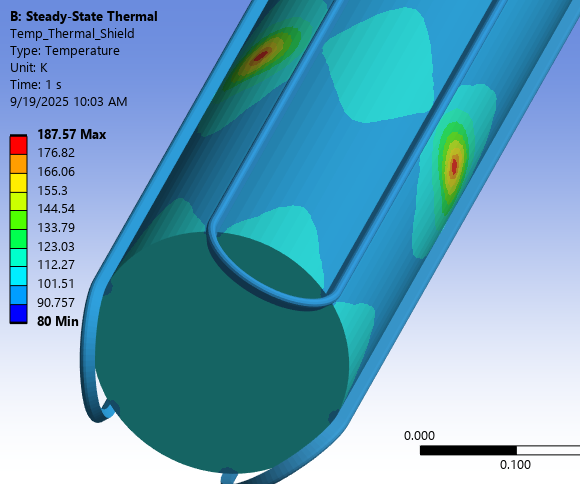 B: Steady-State Thermal
Temp_Thermal_Shield
Type: Temperature
Unit: K
Time: 1 s
9/19/2025 10:03 AM
187.57 Max
176.82
166.06
155.3
144.54
133.79
123.03
112.27
101.51
90.757
80 Min
0.000
0.100